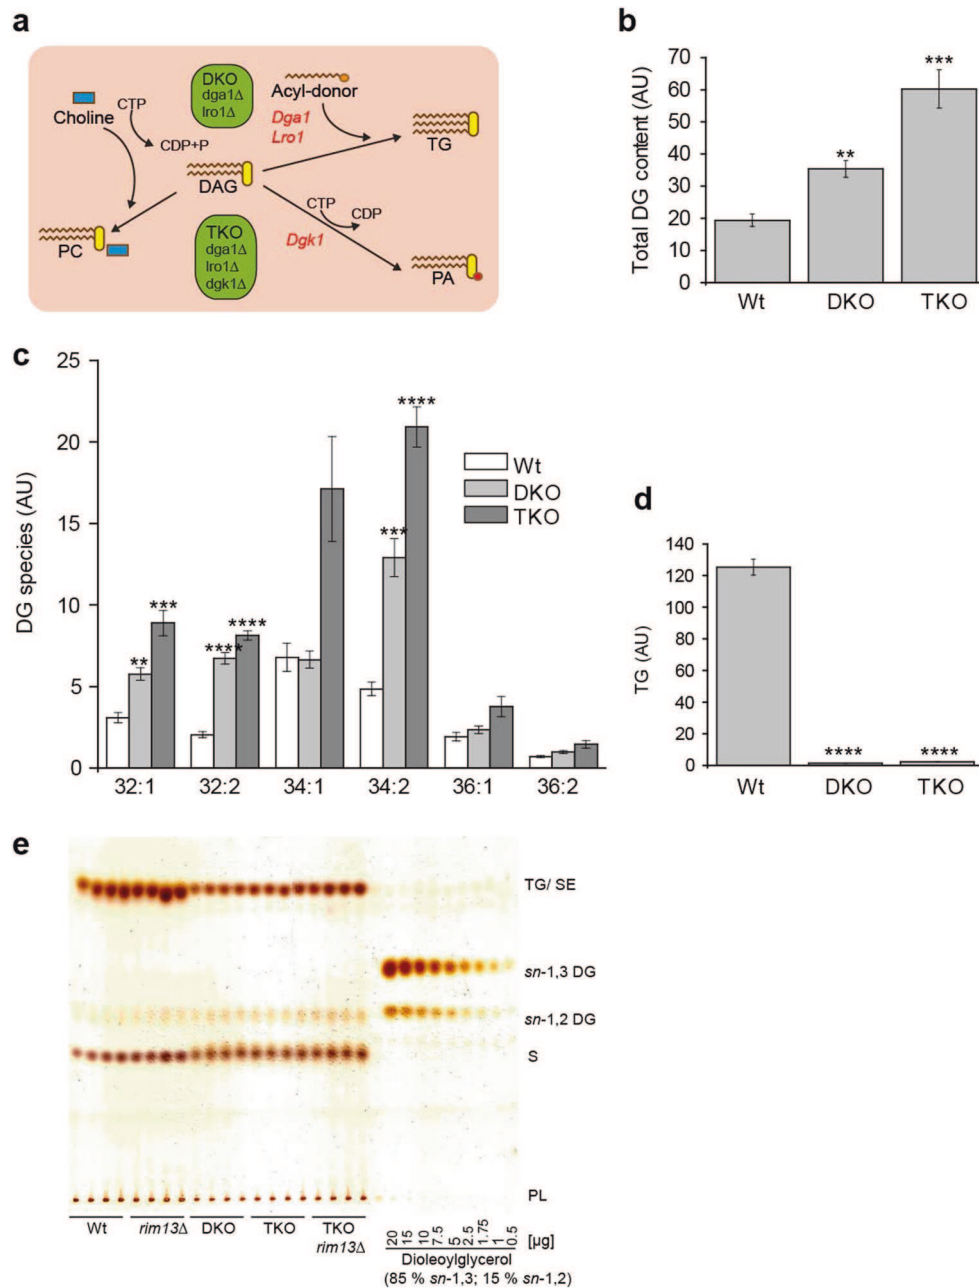 a
DKO
dga1Δ
lro1Δ
Acyl-donor
CTP
Choline
CDP+P
Dga1
Lro1
TG
DAG
CTP
CDP
PC
TKO
dga1Δ
lro1Δ
dgk1Δ
Dgk1
PA
b
Total DG content (AU)
70
60
50
40
30
20
10
0
**
***
Wt DKO TKO
c
DG species (AU)
25
20
15
10
5
0
** ***
**** ****
*** ****
Wt
DKO
TKO
32:1 32:2 34:1 34:2 36:1 36:2
d
TG (AU)
140
120
100
80
60
40
20
0
**** ****
Wt DKO TKO
e
TG/ SE
sn-1,3 DG
sn-1,2 DG
S
PL
Wt rim13Δ DKO TKO TKO
rim13Δ
20 15 10 7.5 5 2.5 1.75 1 0.5 [µg]
Dioleoylglycerol
(85 % sn-1,3; 15 % sn-1,2)